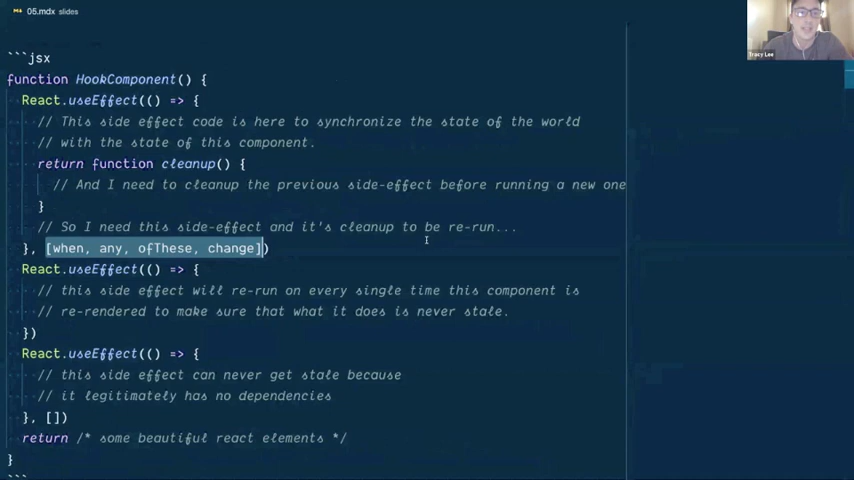 05.mdx slides
Tracy Lee
```jsx
function HookComponent() {
React.useEffect(() => {
// This side effect code is here to synchronize the state of the world
// with the state of this component.
return function cleanup() {
// And I need to cleanup the previous side-effect before running a new one
}
// So I need this side-effect and it's cleanup to be re-run...
}, [when, any, ofThese, change])
React.useEffect(() => {
// this side effect will re-run on every single time this component is
// re-rendered to make sure that what it does is never stale.
})
React.useEffect(() => {
// this side effect can never get stale because
// it legitimately has no dependencies
}, [])
return /* some beautiful react elements */
}
```